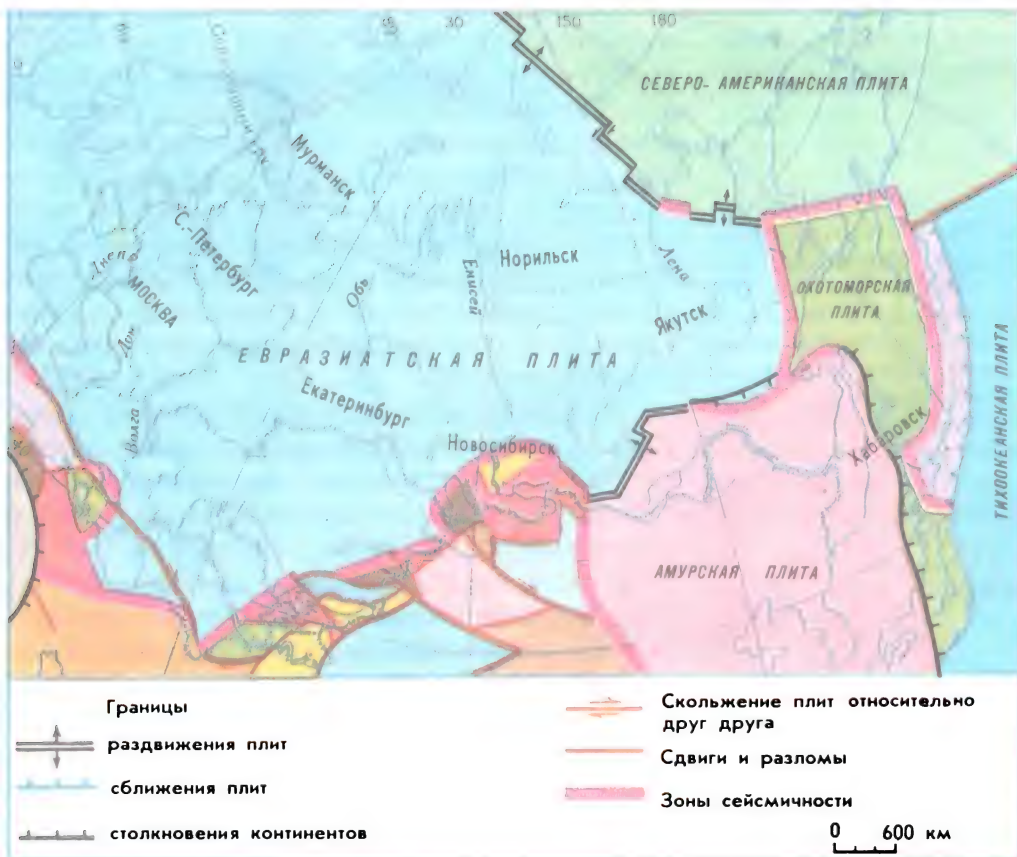 30 150 180
СЕВЕРО- АМЕРИКАНСКАЯ ПЛИТА
Мурманск
С.-Петербург
Днепр
МОСКВА
Дон
Волга
Обь
Енисей
Норильск
Лена
Якутск
ОХОТОМОРСКАЯ
ПЛИТА
ЕВРАЗИАТСКАЯ ПЛИТА
Екатеринбург
Новосибирск
Хабаровск
ТИХООКЕАНСКАЯ ПЛИТА
АМУРСКАЯ ПЛИТА
Границы
раздвижения плит
сближения плит
столкновения континентов
Скольжение плит относительно
друг друга
Сдвиги и разломы
Зоны сейсмичности
0 600 км